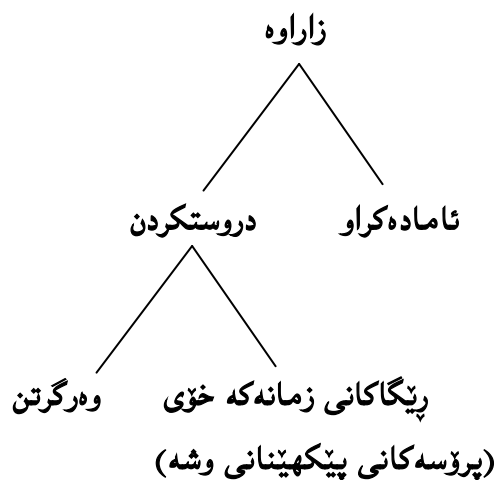 زاراوە
ئامادەکراو
دروستکردن
ڕێگاکانی زمانەکە خۆی
(پرۆسەکانی پێکهێنانی وشە)
وەرگرتن